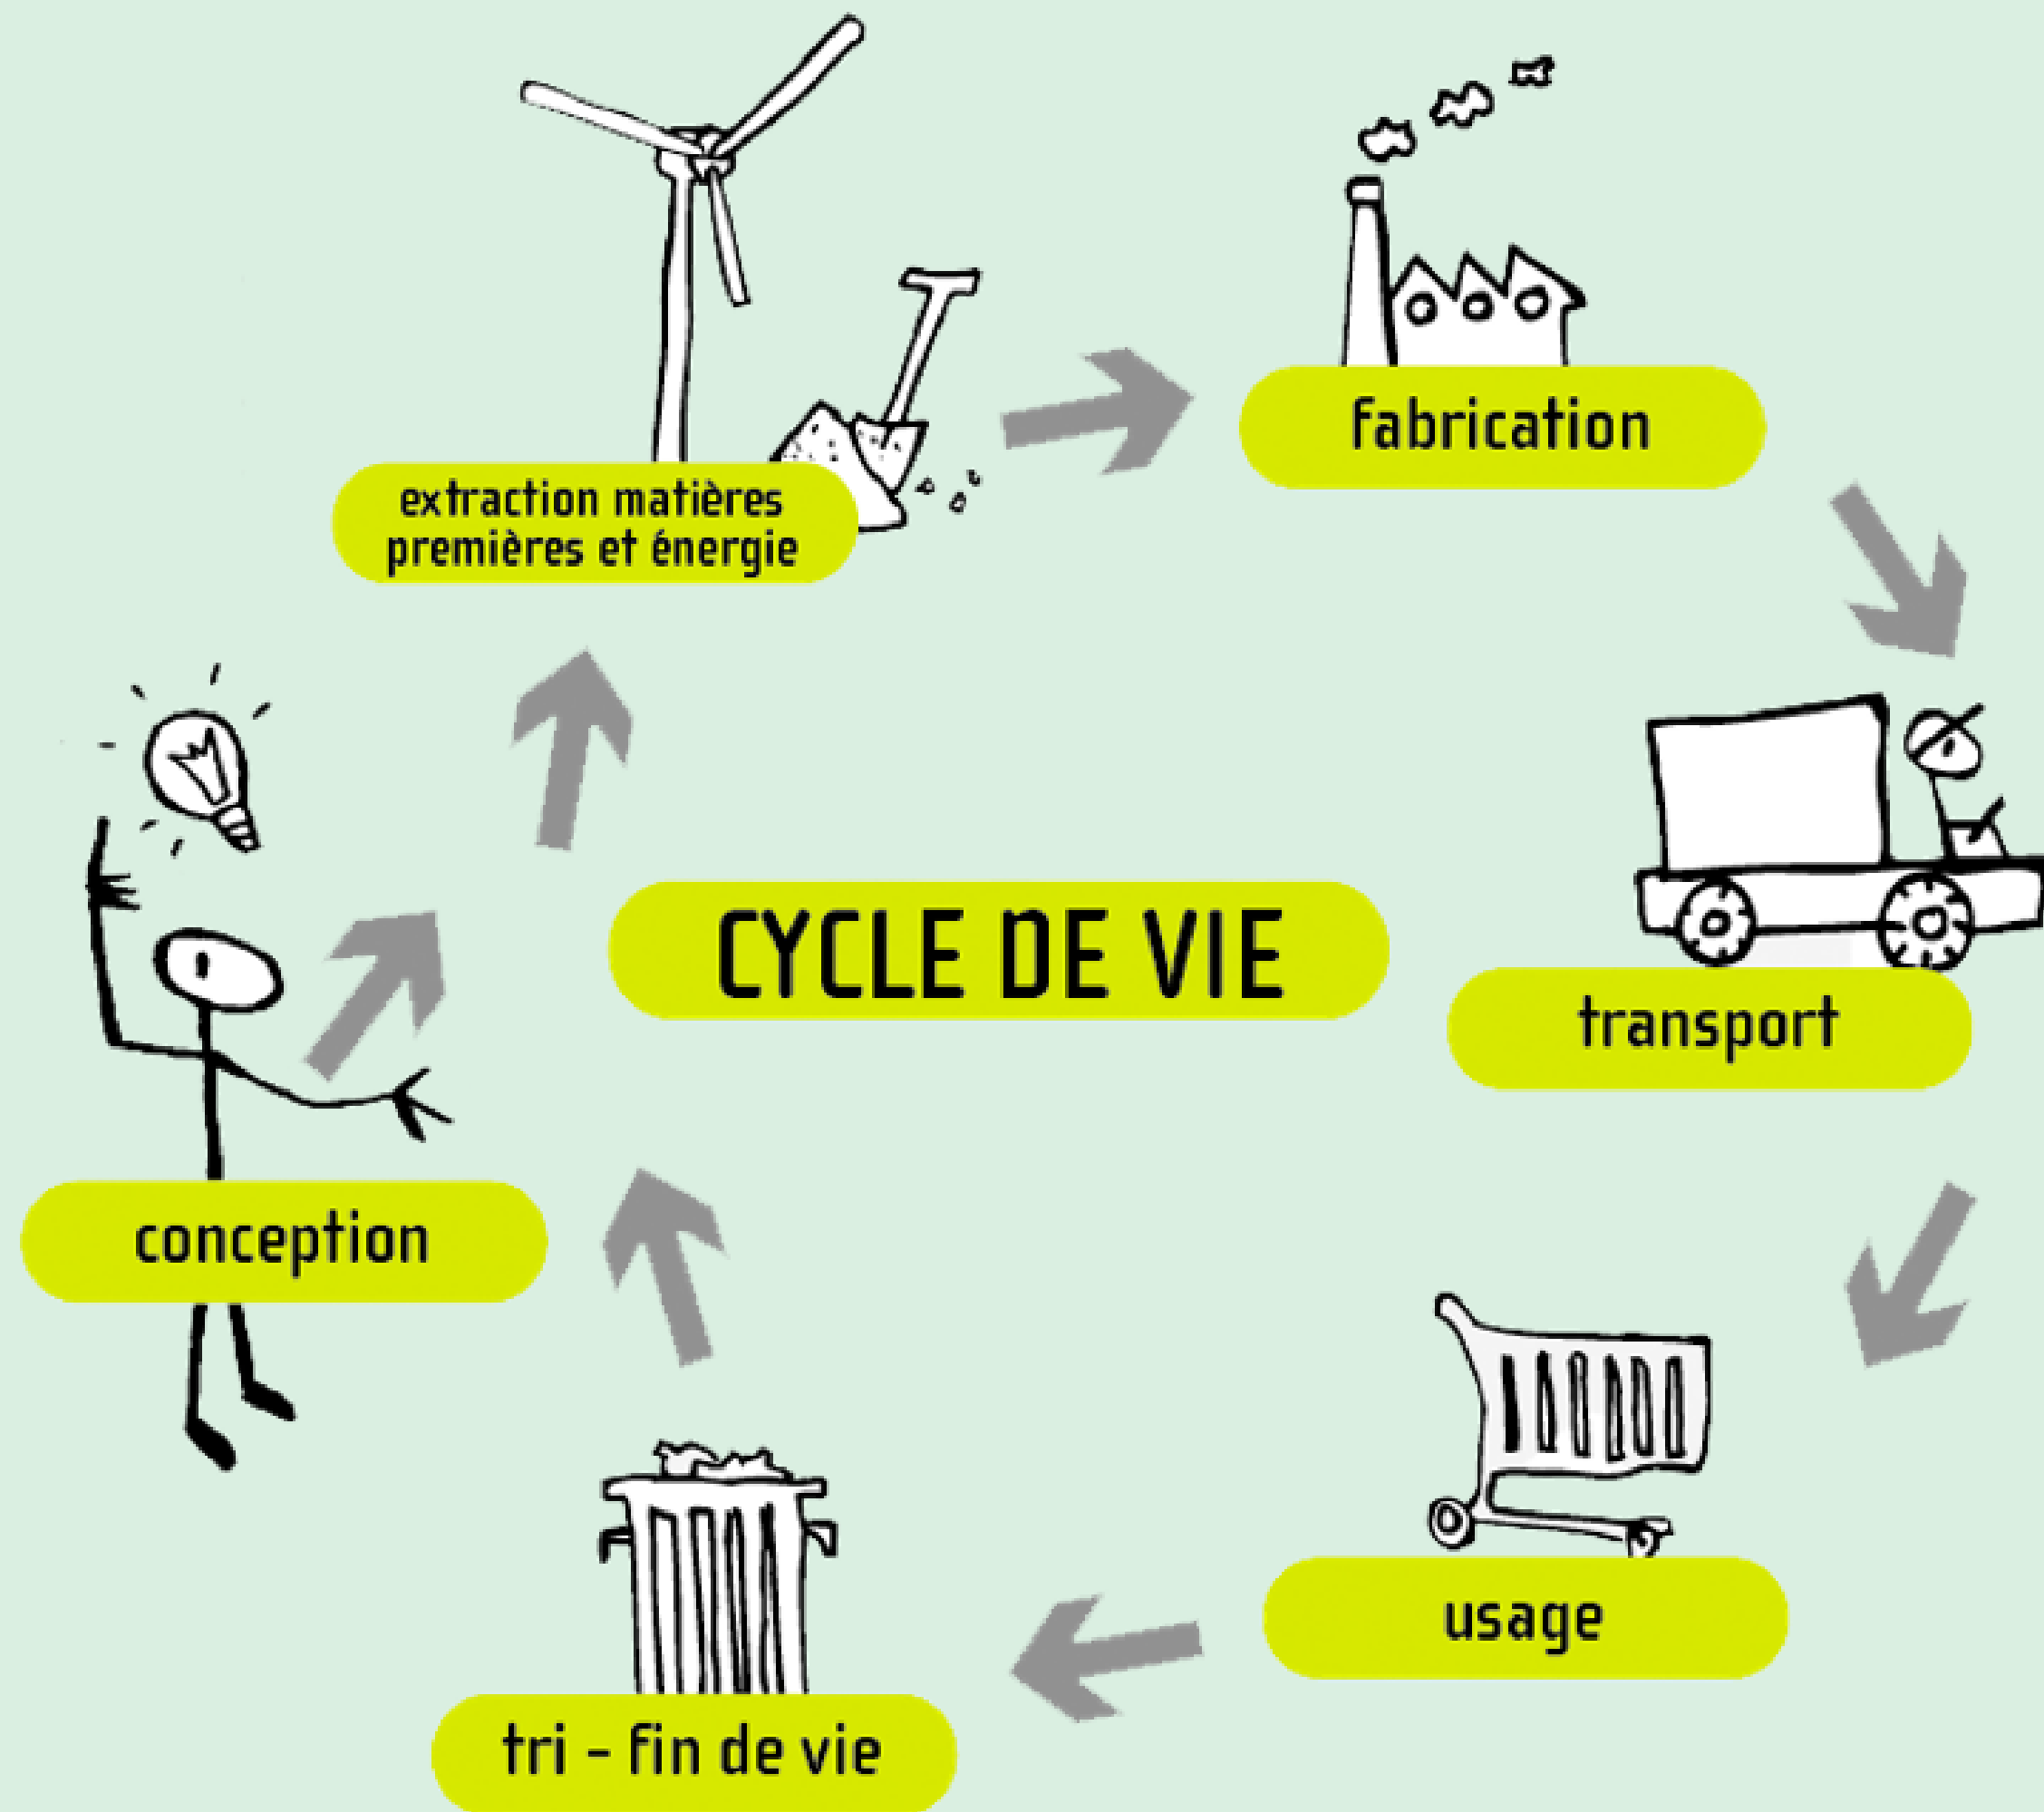 extraction matières
premières et énergie
fabrication
CYCLE DE VIE
transport
conception
usage
tri - fin de vie